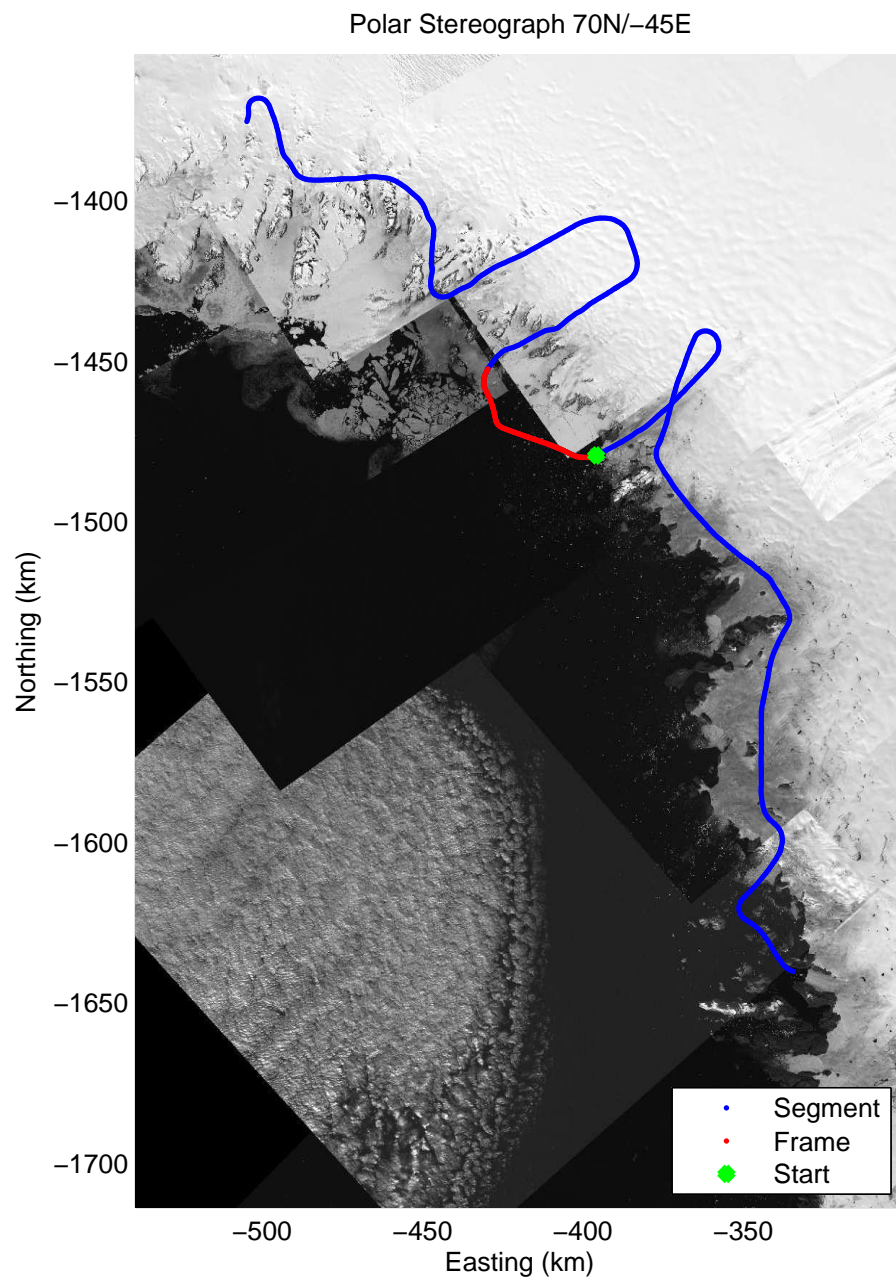 Polar Stereograph 70N/−45E
−1400
−1450
−1500
−1550
−1600
−1650
−1700
Northing (km)
−500
−450
−400
−350
Easting (km)
Segment
Frame
Start